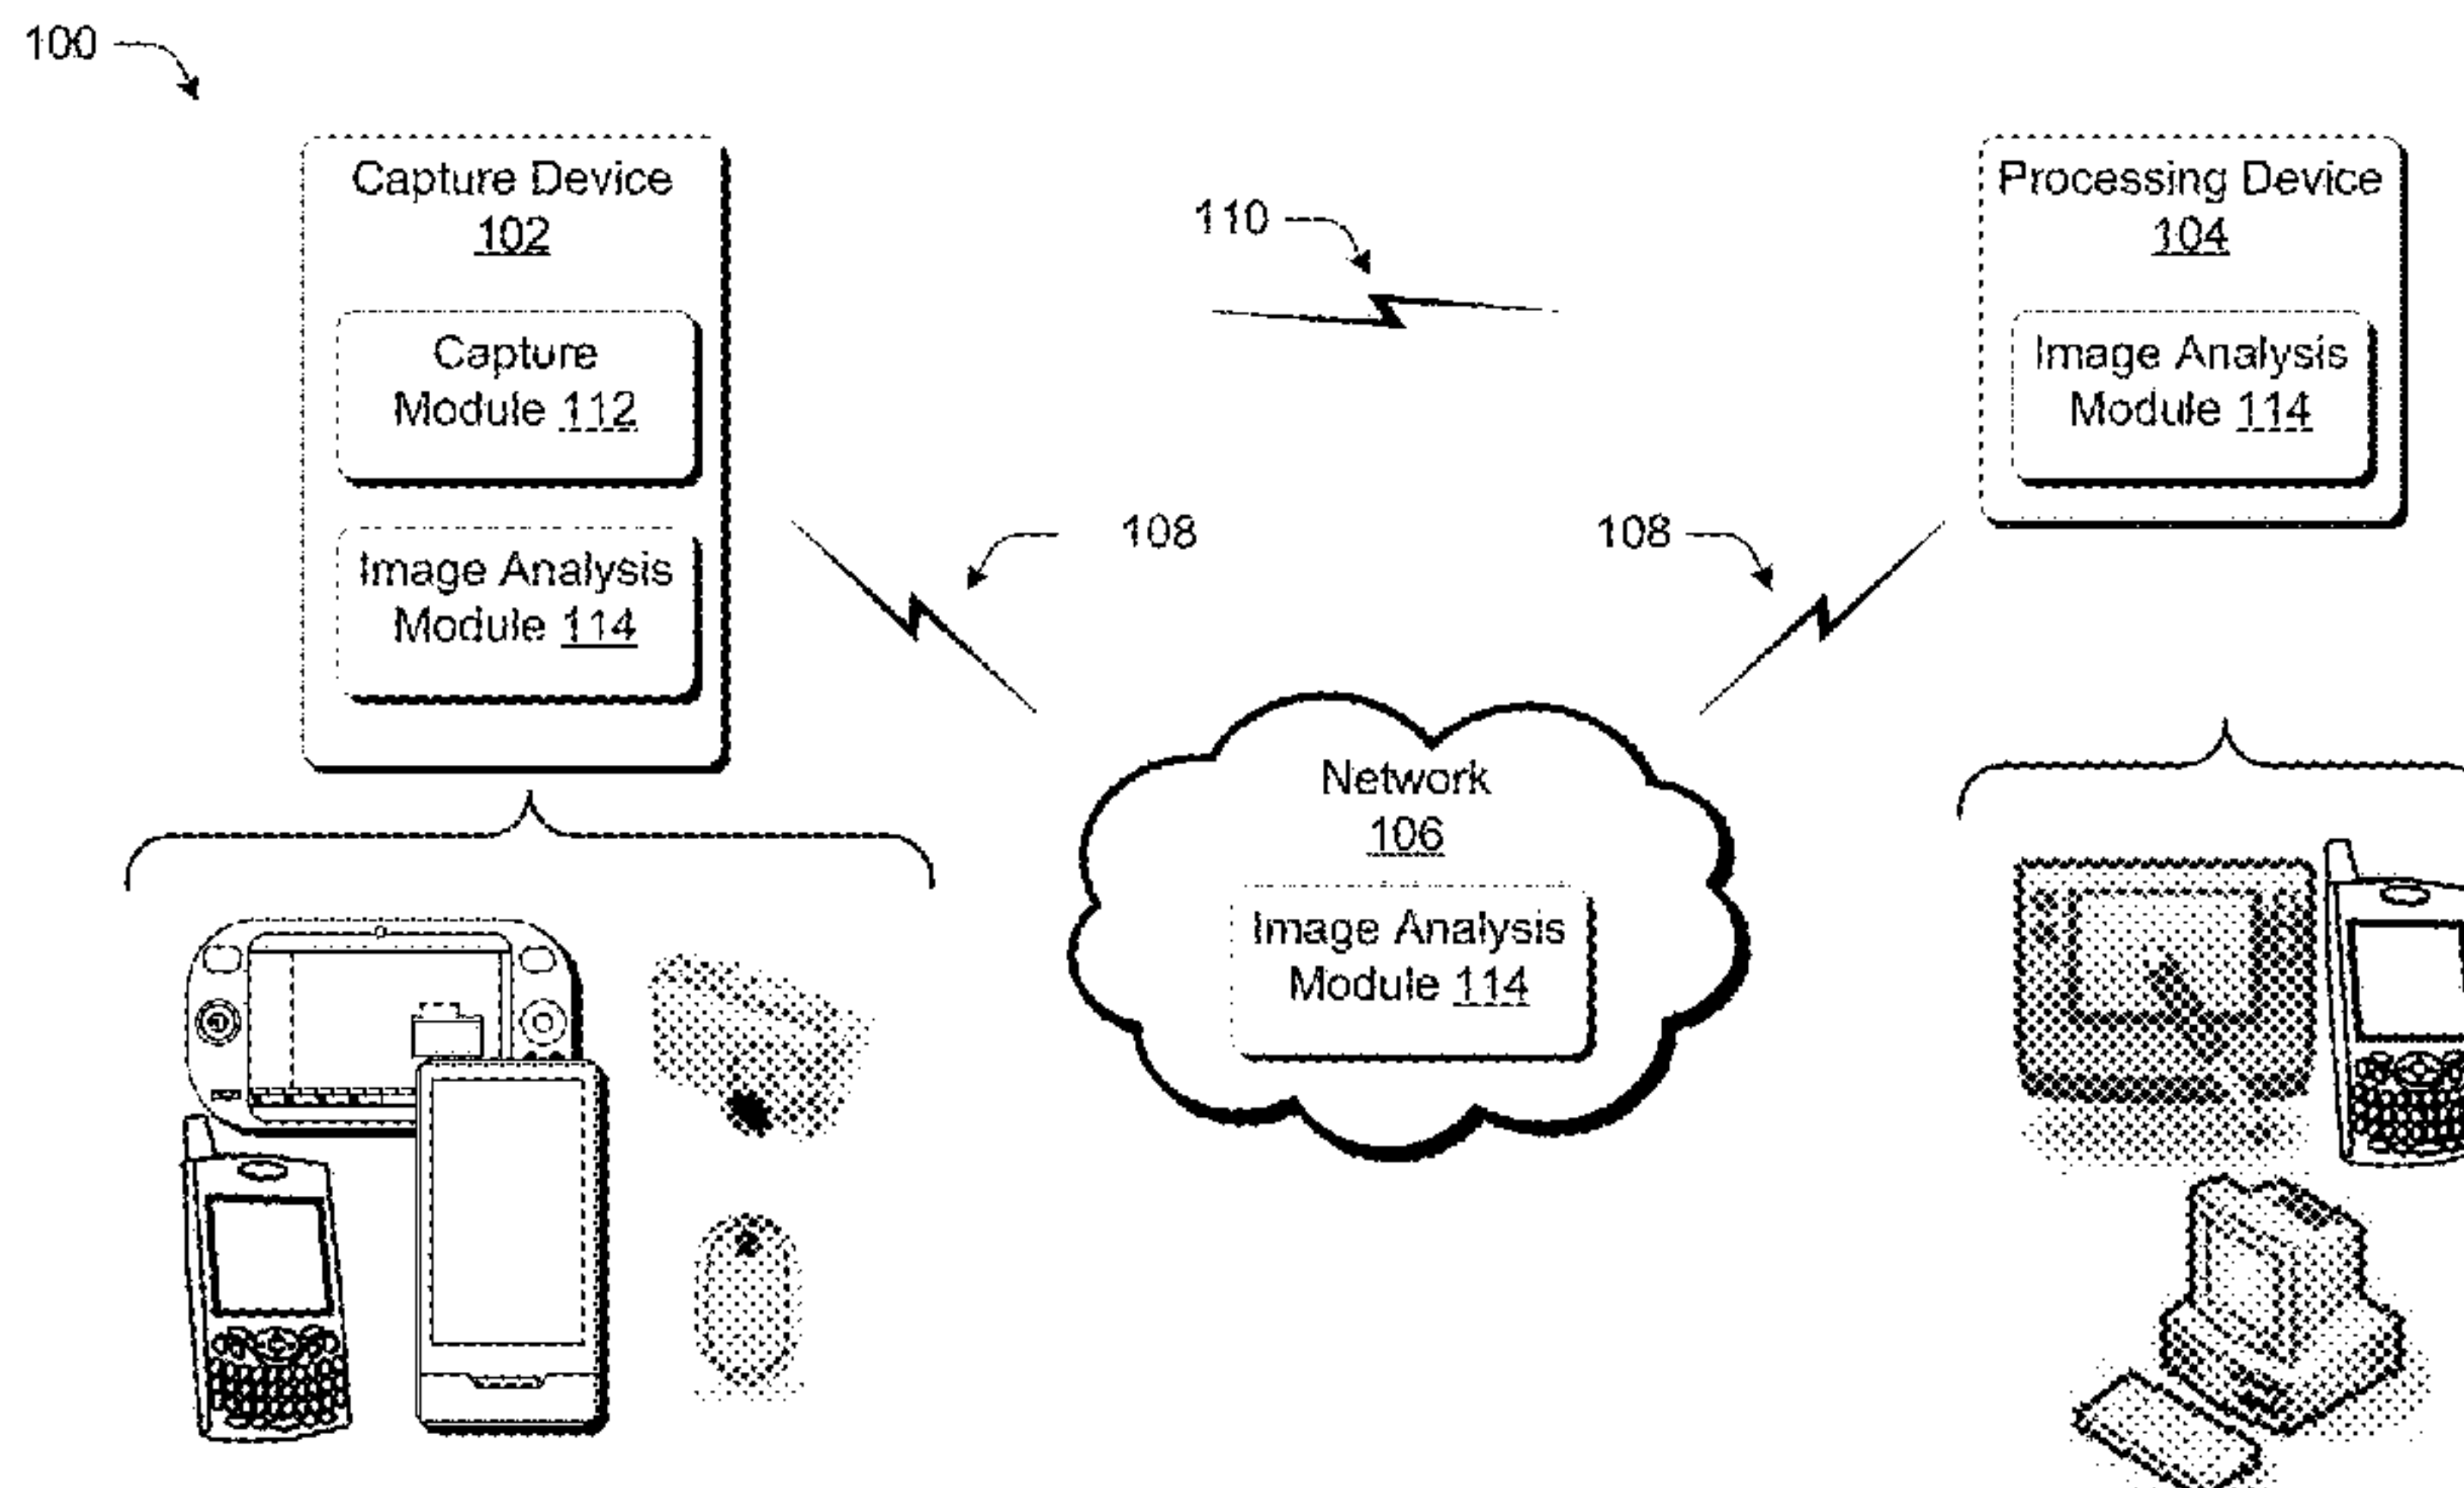 100
Capture Device
102
Capture
Module 112
Image Analysis
Module 114
110
108
108
Processing Device
104
Image Analysis
Module 114
Network
106
Image Analysis
Module 114